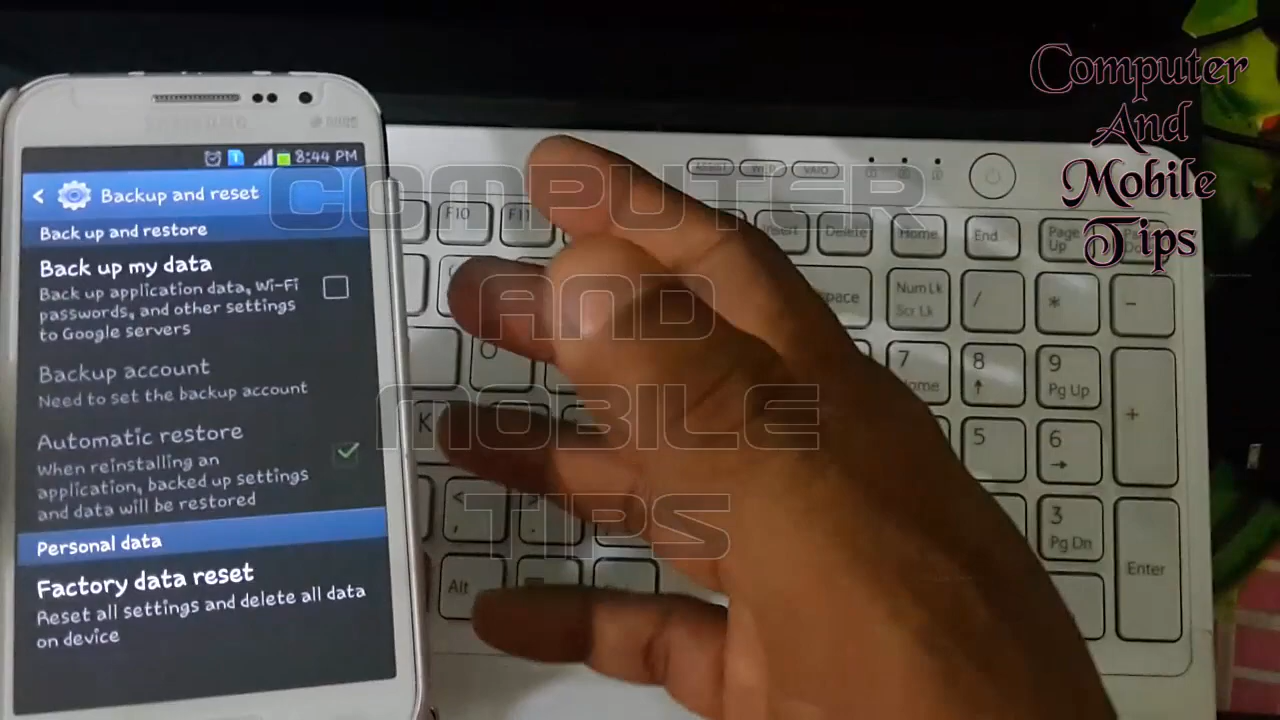 Computer
And
Mobile
Tips
COMPUTER
AND
MOBILE
TIPS
DUOS
8:44 PM
Backup and reset
Back up and restore
Back up my data
Back up application data, Wi-Fi
passwords, and other settings
to Google servers
Backup account
Need to set the backup account
Automatic restore
When reinstalling an
application, backed up settings
and data will be restored
Personal data
Factory data reset
Reset all settings and delete all data
on device
ASSIST
WEB
VAIO
F10
F11
Insert
Delete
Home
End
Page
Up
Num Lk
Scr Lk
/
*
-
7
Home
8
↑
9
Pg Up
+
K
5
6
→
<
,
>
.
3
Pg Dn
Enter
Alt